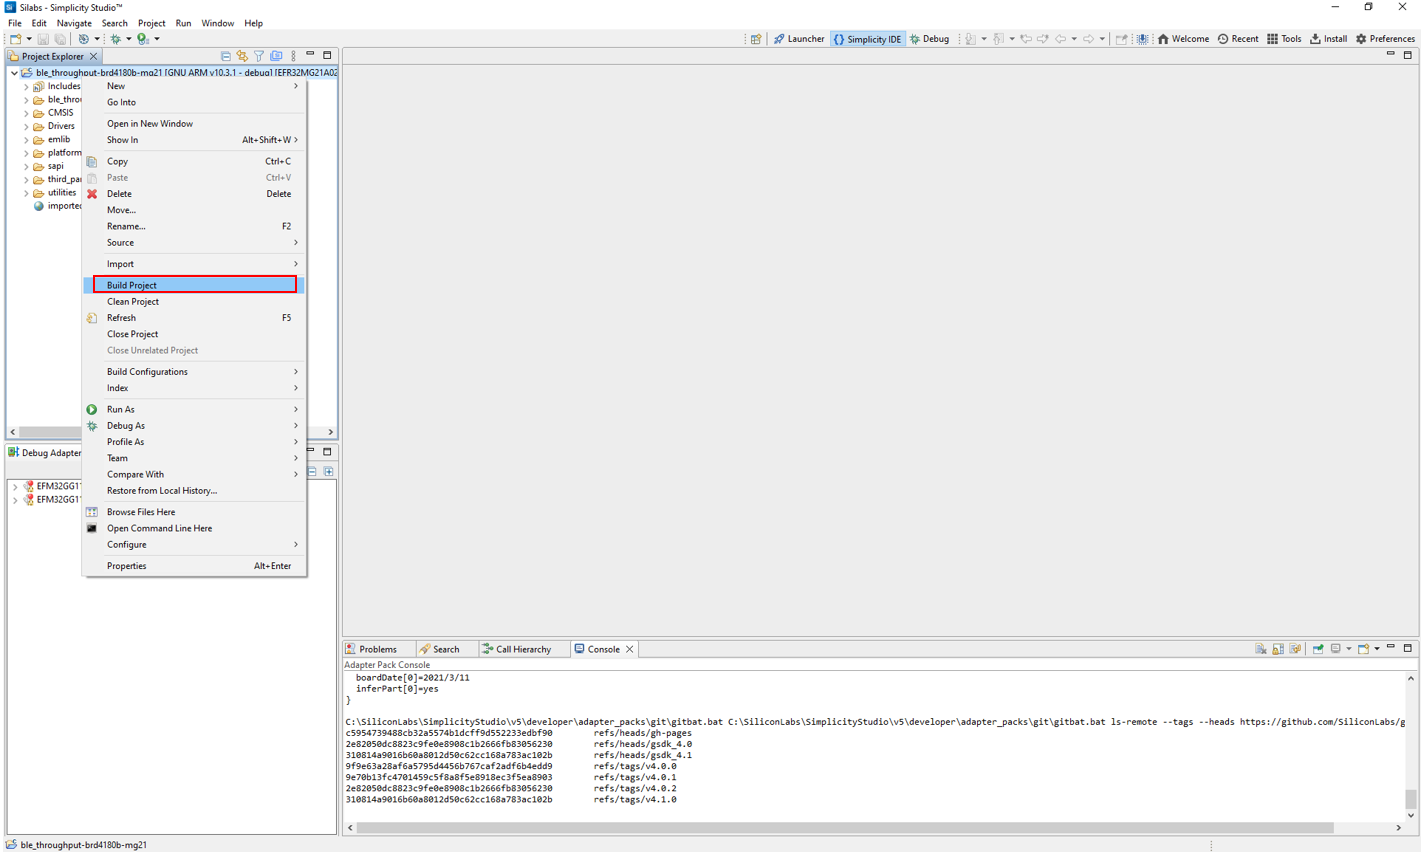 Silabs - Simplicity Studio™
File Edit Navigate Search Project Run Window Help
Launcher Simplicity IDE Debug Welcome Recent Tools Install Preferences
Project Explorer
ble_throughput-brd4180b-mg21 [GNU ARM v10.3.1 - debug] [EFR32MG21A02
Includes
ble_throu
CMSIS
Drivers
emlib
platform
sapi
third_par
utilities
imported
New
Go Into
Open in New Window
Show In Alt+Shift+W
Copy Ctrl+C
Paste Ctrl+V
Delete Delete
Move...
Rename... F2
Source
Import
Build Project
Clean Project
Refresh F5
Close Project
Close Unrelated Project
Build Configurations
Index
Run As
Debug As
Profile As
Team
Compare With
Restore from Local History...
Browse Files Here
Open Command Line Here
Configure
Properties Alt+Enter
Debug Adapter
EFM32GG11
EFM32GG11
Problems Search Call Hierarchy Console
Adapter Pack Console
boardDate[0]=2021/3/11
inferPart[0]=yes
}
C:\SiliconLabs\SimplicityStudio\v5\developer\adapter_packs\git\gitbat.bat C:\SiliconLabs\SimplicityStudio\v5\developer\adapter_packs\git\gitbat.bat ls-remote --tags --heads https://github.com/SiliconLabs/g
c5954739488cb32a5574b1dcff9d552233edbf90 refs/heads/gh-pages
2e82050dc8823c9fe0e8908c1b2666fb83056230 refs/heads/gsdk_4.0
310814a9016b60a8012d50c62cc168a783ac102b refs/heads/gsdk_4.1
9f9e63a28af6a5795d4456b767caf2adf6b4edd9 refs/tags/v4.0.0
9e70b13fc4701459c5f8a8f5e8918ec3f5ea8903 refs/tags/v4.0.1
2e82050dc8823c9fe0e8908c1b2666fb83056230 refs/tags/v4.0.2
310814a9016b60a8012d50c62cc168a783ac102b refs/tags/v4.1.0
ble_throughput-brd4180b-mg21